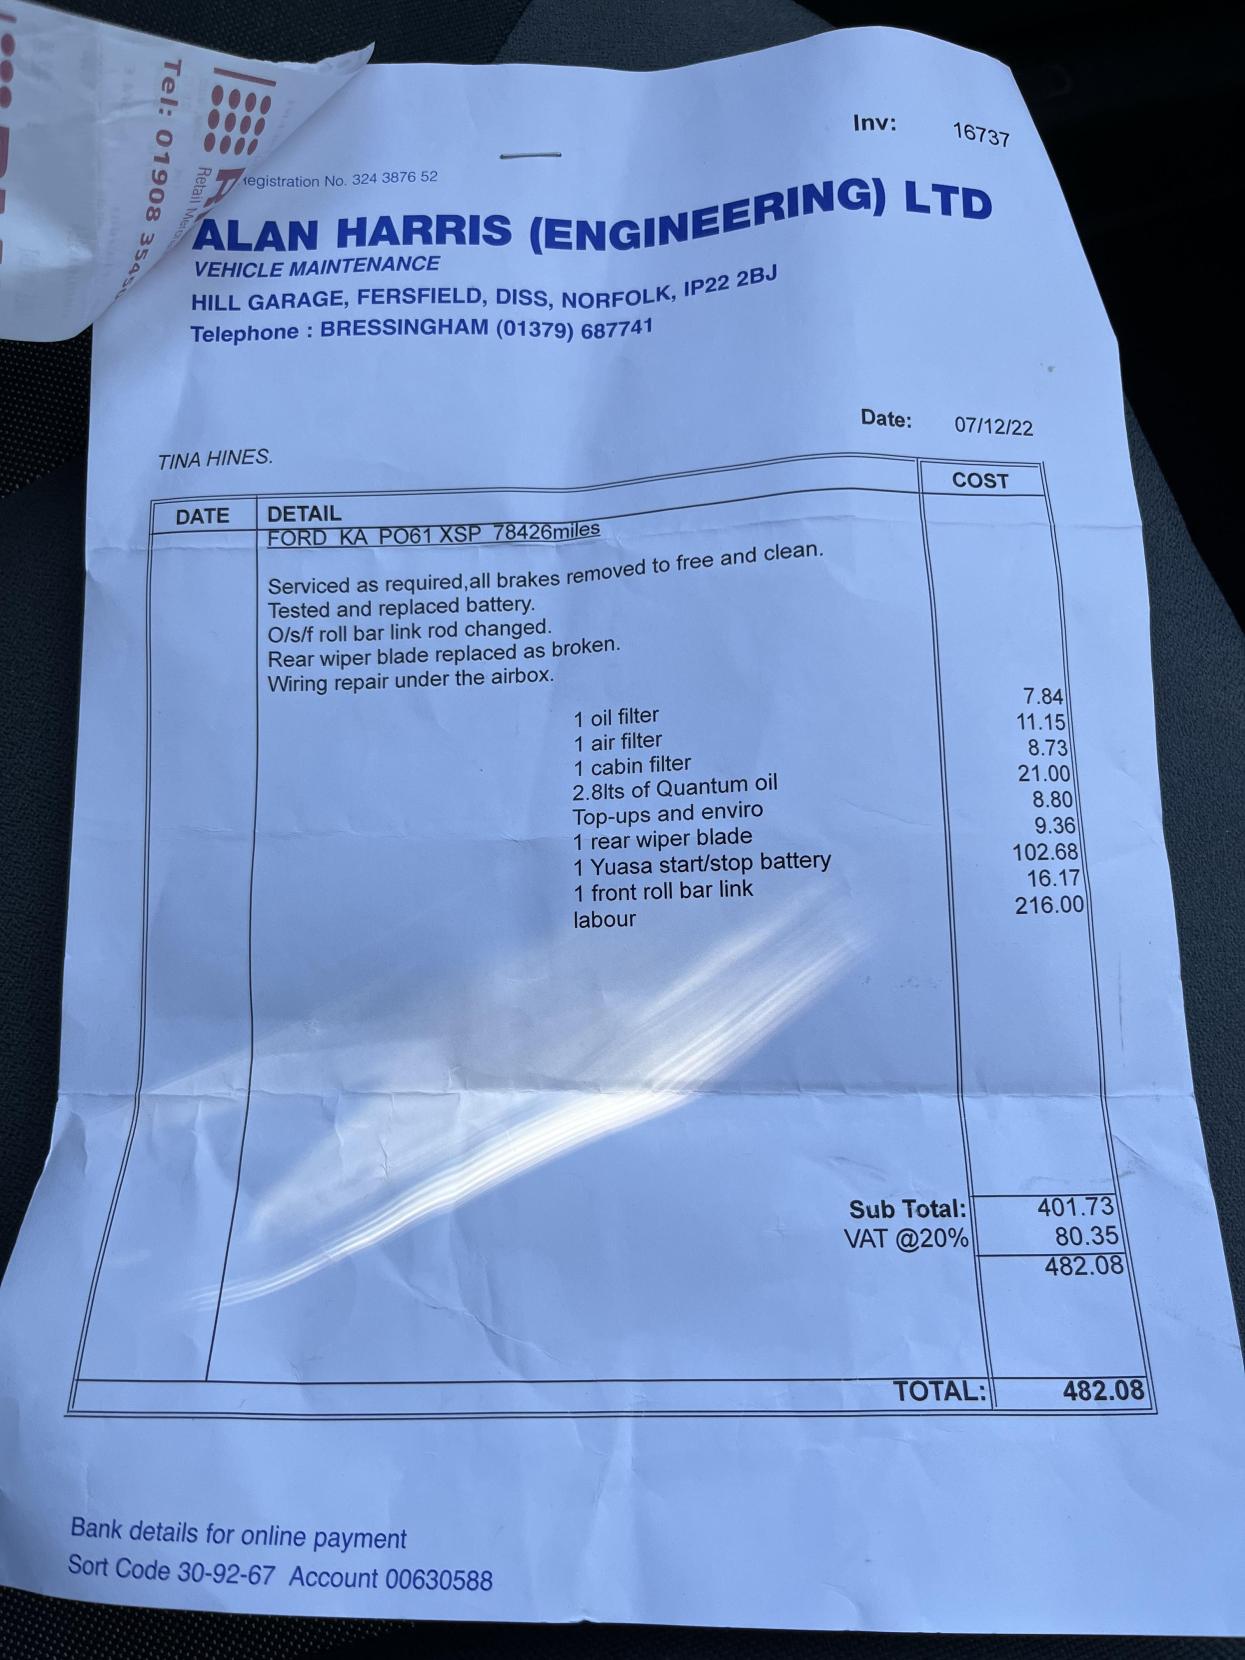 Tel: 01908
Retail
Inv: 16737
egistration No. 324 3876 52
ALAN HARRIS (ENGINEERING) LTD
VEHICLE MAINTENANCE
HILL GARAGE, FERSFIELD, DISS, NORFOLK, IP22 2BJ
Telephone : BRESSINGHAM (01379) 687741
Date: 07/12/22
TINA HINES.
DATE DETAIL COST
FORD KA PO61 XSP 78426miles
Serviced as required,all brakes removed to free and clean.
Tested and replaced battery.
O/s/f roll bar link rod changed.
Rear wiper blade replaced as broken.
Wiring repair under the airbox.
1 oil filter 7.84
1 air filter 11.15
1 cabin filter 8.73
2.8lts of Quantum oil 21.00
Top-ups and enviro 8.80
1 rear wiper blade 9.36
1 Yuasa start/stop battery 102.68
1 front roll bar link 16.17
labour 216.00
Sub Total: 401.73
VAT @20% 80.35
482.08
TOTAL: 482.08
Bank details for online payment
Sort Code 30-92-67 Account 00630588